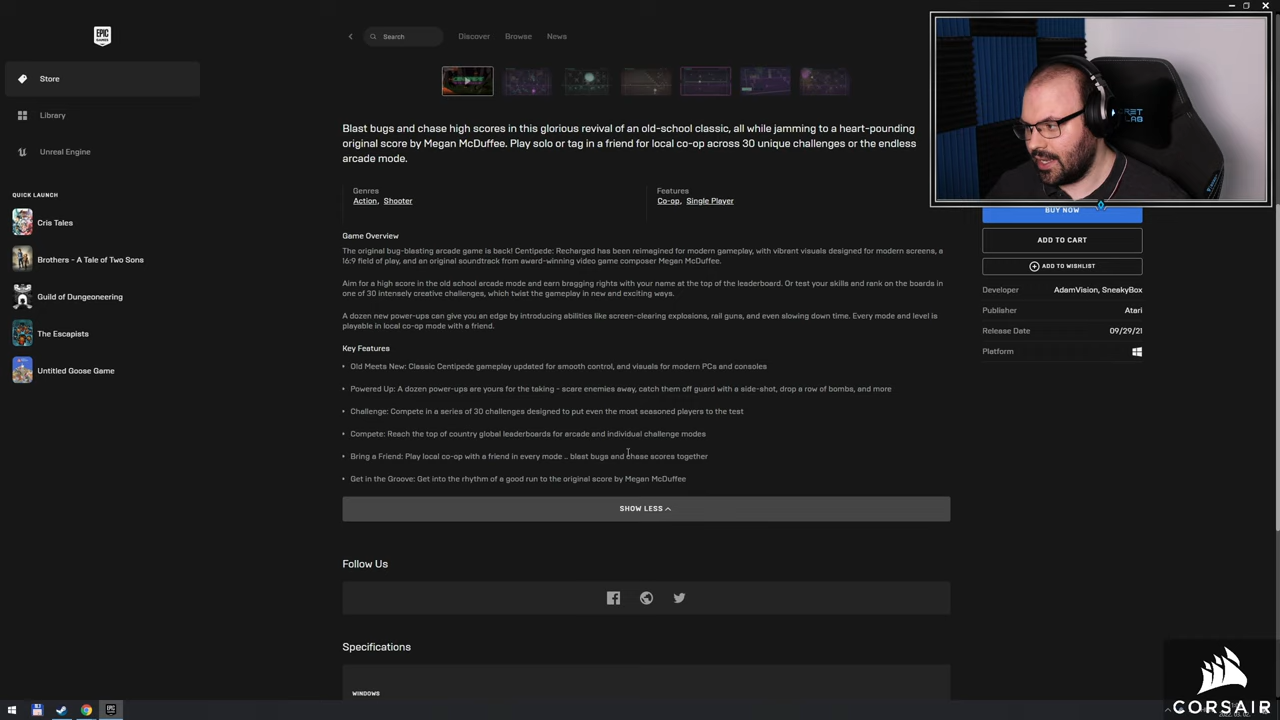 EPIC
GAMES
Search
Discover
Browse
News
Store
Library
Unreal Engine
QUICK LAUNCH
Cris Tales
Brothers - A Tale of Two Sons
Guild of Dungeoneering
The Escapists
Untitled Goose Game
Blast bugs and chase high scores in this glorious revival of an old-school classic, all while jamming to a heart-pounding
original score by Megan McDuffee. Play solo or tag in a friend for local co-op across 30 unique challenges or the endless
arcade mode.
Genres
Action, Shooter
Features
Co-op, Single Player
Game Overview
The original bug-blasting arcade game is back! Centipede: Recharged has been reimagined for modern gameplay, with vibrant visuals designed for modern screens, a
16:9 field of play, and an original soundtrack from award-winning video game composer Megan McDuffee.
Aim for a high score in the old school arcade mode and earn bragging rights with your name at the top of the leaderboard. Or test your skills and rank on the boards in
one of 30 intensely creative challenges, which twist the gameplay in new and exciting ways.
A dozen new power-ups can give you an edge by introducing abilities like screen-clearing explosions, rail guns, and even slowing down time. Every mode and level is
playable in local co-op mode with a friend.
Key Features
• Old Meets New: Classic Centipede gameplay updated for smooth control, and visuals for modern PCs and consoles
• Powered Up: A dozen power-ups are yours for the taking - scare enemies away, catch them off guard with a side-shot, drop a row of bombs, and more
• Challenge: Compete in a series of 30 challenges designed to put even the most seasoned players to the test
• Compete: Reach the top of country global leaderboards for arcade and individual challenge modes
• Bring a Friend: Play local co-op with a friend in every mode .. blast bugs and chase scores together
• Get in the Groove: Get into the rhythm of a good run to the original score by Megan McDuffee
SHOW LESS
Follow Us
Specifications
WINDOWS
BUY NOW
ADD TO CART
ADD TO WISHLIST
Developer
AdamVision, SneakyBox
Publisher
Atari
Release Date
09/29/21
Platform
CORSAIR